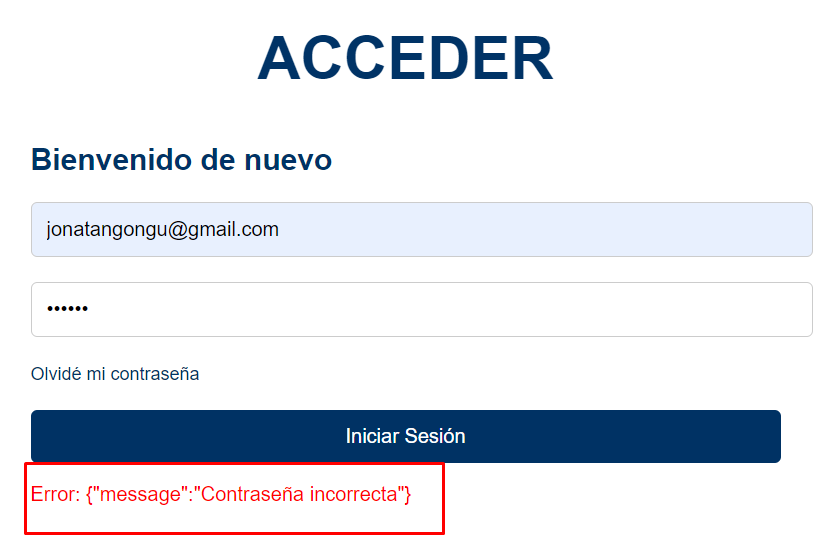 ACCEDER
Bienvenido de nuevo
jonatangongu@gmail.com
••••••
Olvidé mi contraseña
Iniciar Sesión
Error: {"message":"Contraseña incorrecta"}